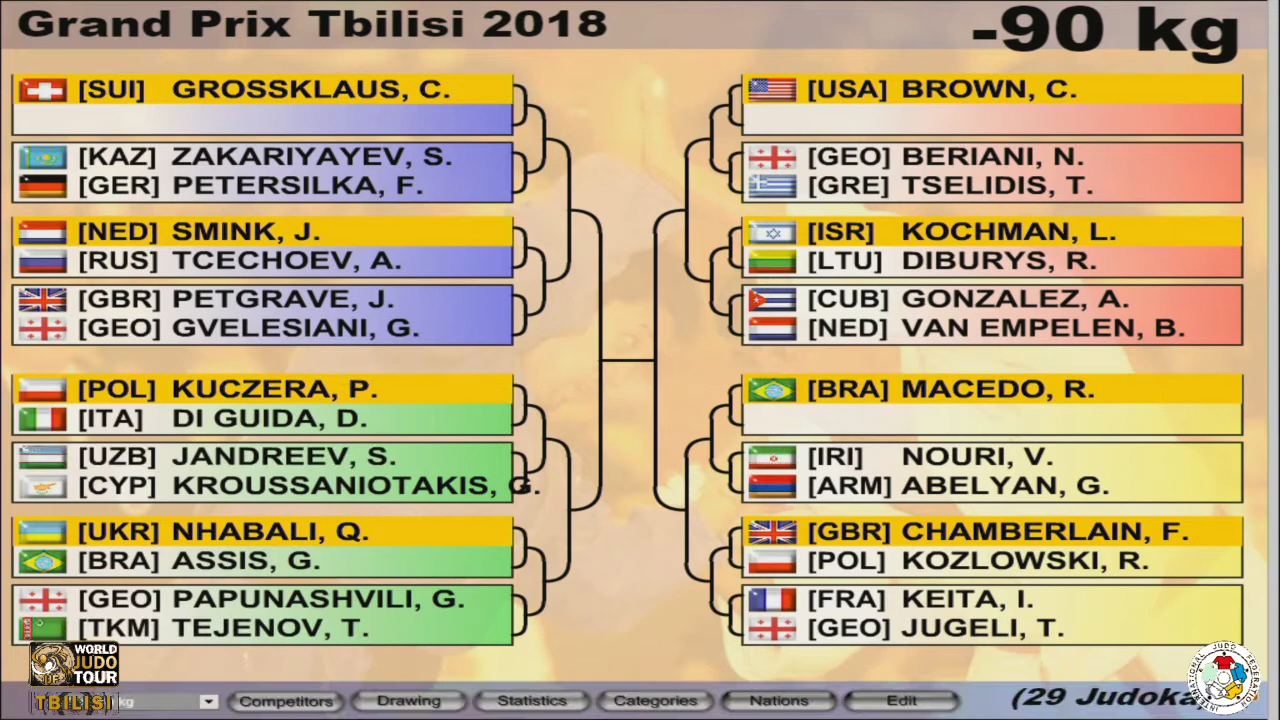 Grand Prix Tbilisi 2018
-90 kg
[SUI] GROSSKLAUS, C.
[KAZ] ZAKARIYAYEV, S.
[GER] PETERSILKA, F.
[NED] SMINK, J.
[RUS] TCECHOEV, A.
[GBR] PETGRAVE, J.
[GEO] GVELESIANI, G.
[POL] KUCZERA, P.
[ITA] DI GUIDA, D.
[UZB] JANDREEV, S.
[CYP] KROUSSANIOTAKIS, G.
[UKR] NHABALI, Q.
[BRA] ASSIS, G.
[GEO] PAPUNASHVILI, G.
[TKM] TEJENOV, T.
[USA] BROWN, C.
[GEO] BERIANI, N.
[GRE] TSELIDIS, T.
[ISR] KOCHMAN, L.
[LTU] DIBURYS, R.
[CUB] GONZALEZ, A.
[NED] VAN EMPELEN, B.
[BRA] MACEDO, R.
[IRI] NOURI, V.
[ARM] ABELYAN, G.
[GBR] CHAMBERLAIN, F.
[POL] KOZLOWSKI, R.
[FRA] KEITA, I.
[GEO] JUGELI, T.
WORLD
JUDO
TOUR
TBILISI
kg
Competitors
Drawing
Statistics
Categories
Nations
Edit
(29 Judoka
INTERNATIONAL JUDO FEDERATION